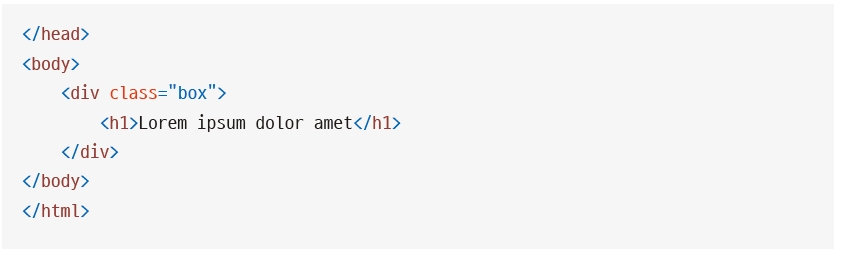 </head>
<body>
    <div class="box">
        <h1>Lorem ipsum dolor amet</h1>
    </div>
</body>
</html>